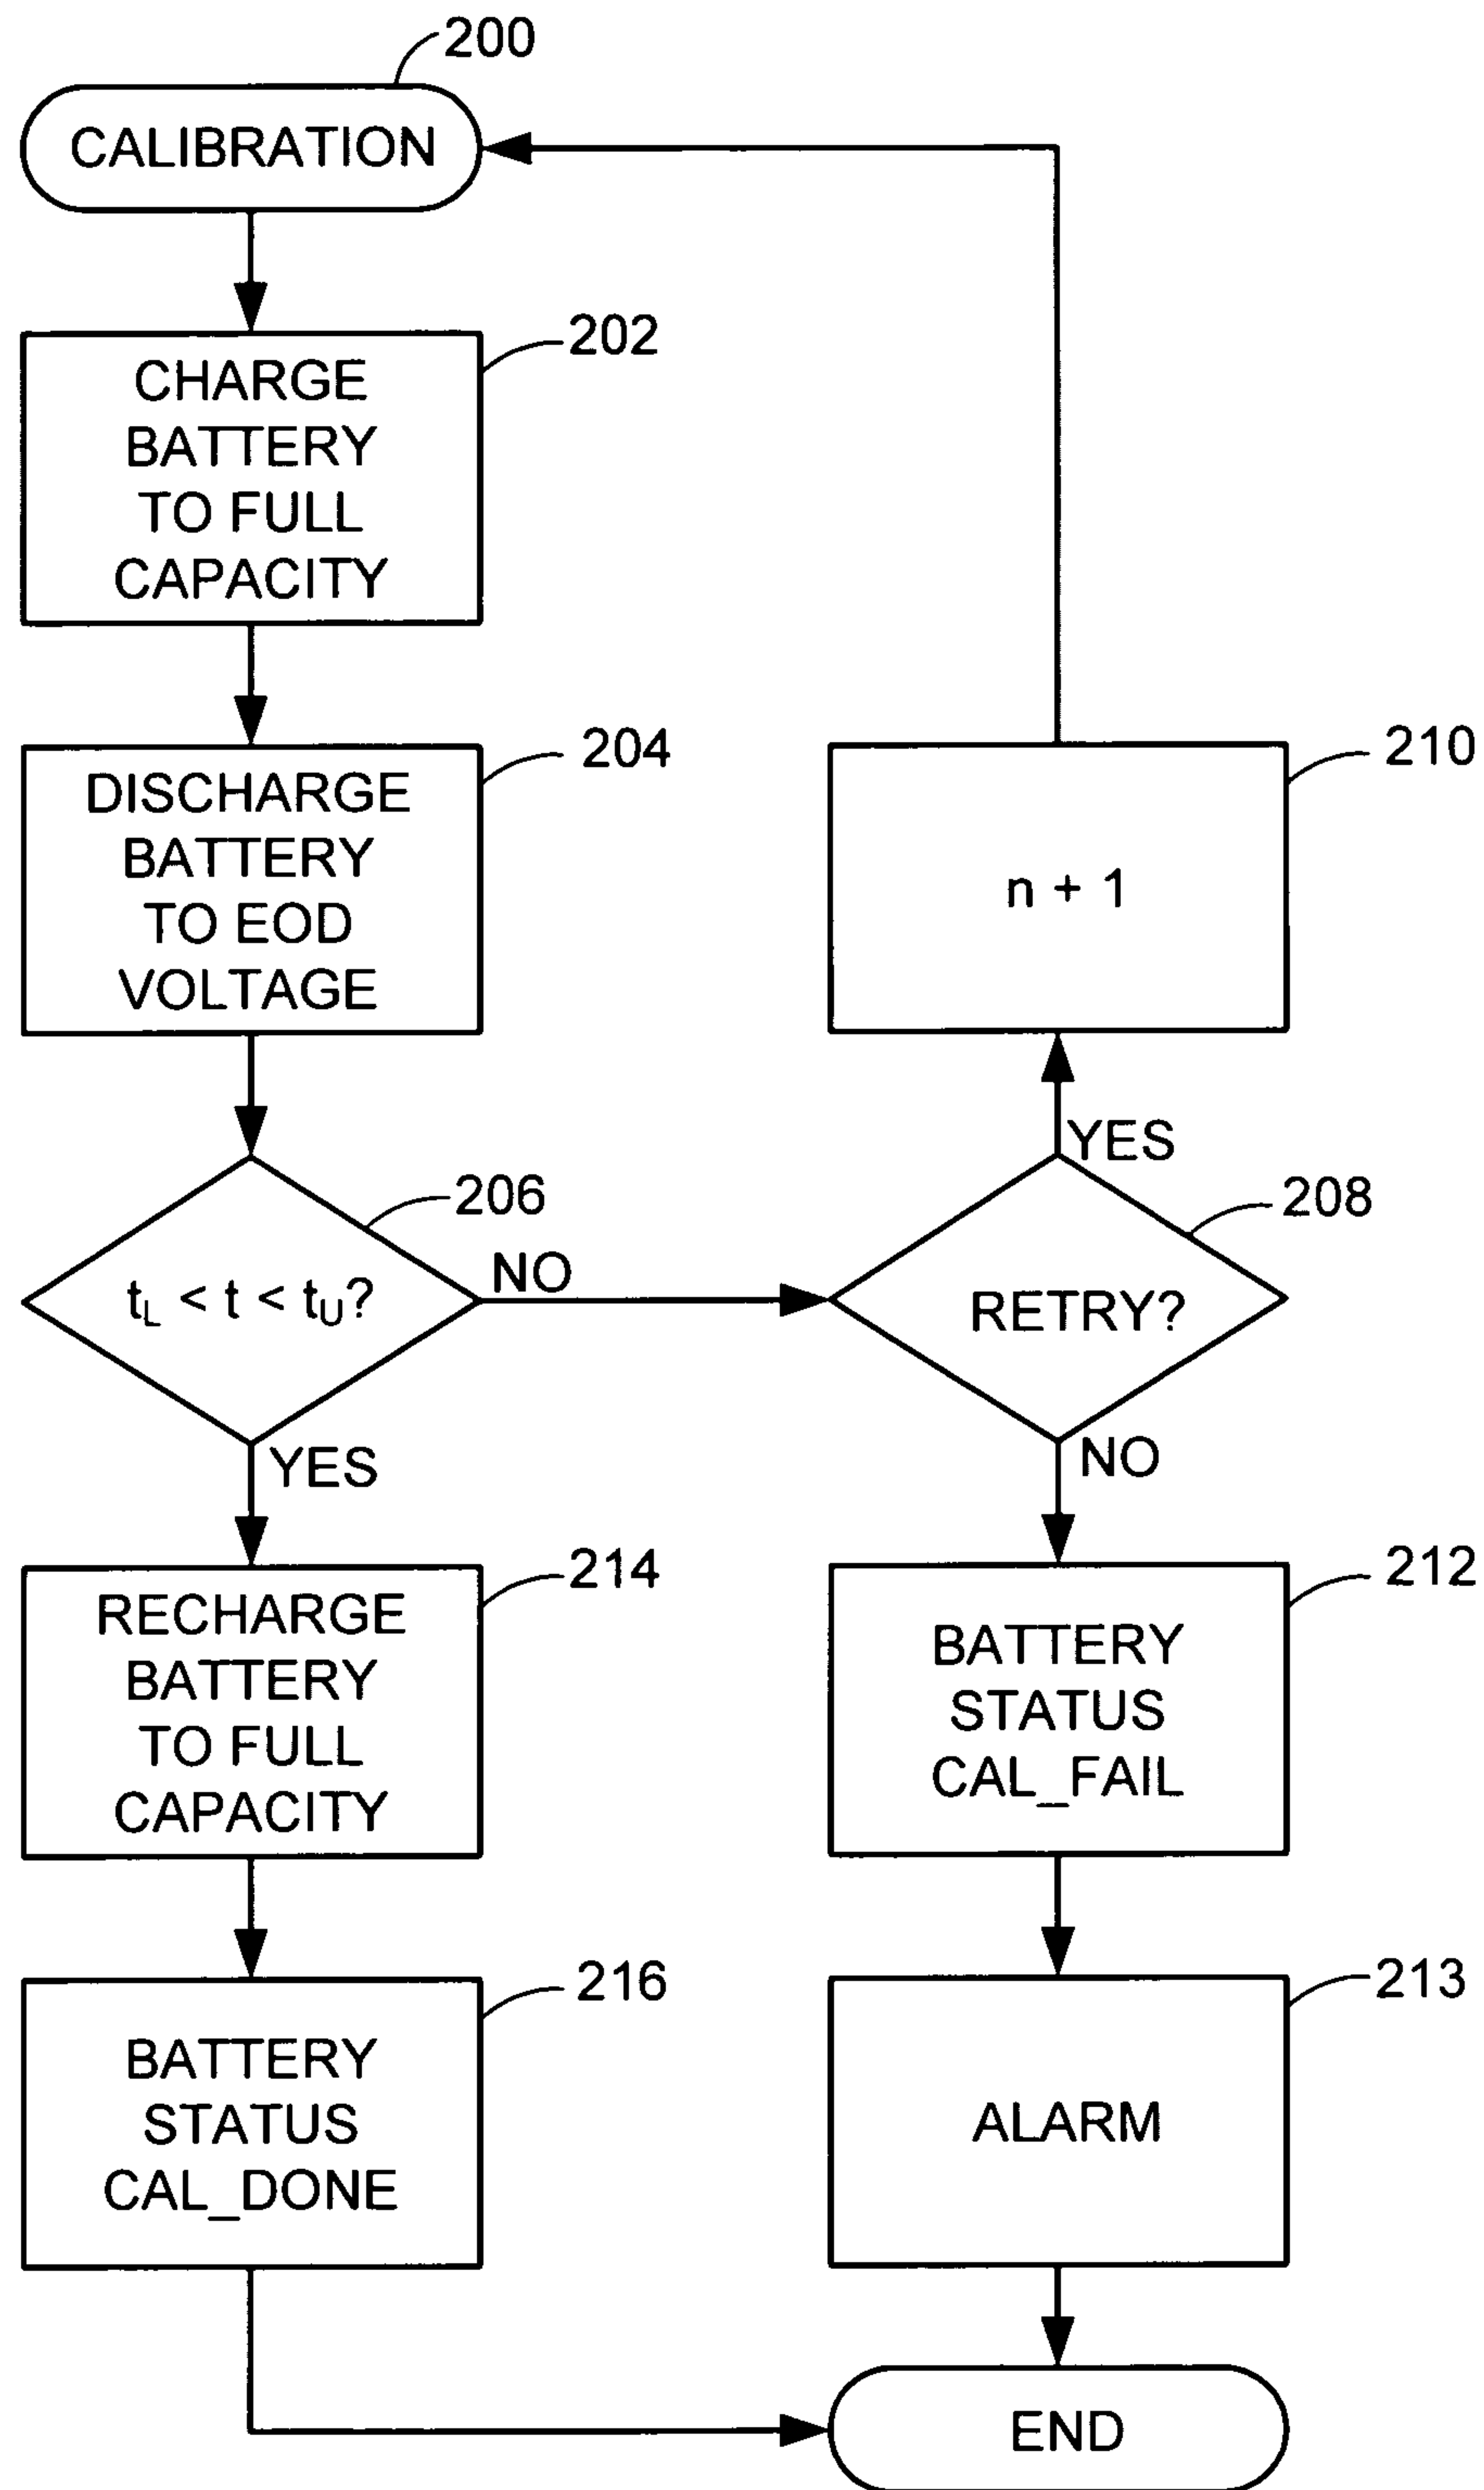 200
CALIBRATION
202
CHARGE
BATTERY
TO FULL
CAPACITY
204
DISCHARGE
BATTERY
TO EOD
VOLTAGE
206
tL < t < tU?
NO
YES
214
RECHARGE
BATTERY
TO FULL
CAPACITY
216
BATTERY
STATUS
CAL_DONE
210
n + 1
YES
208
RETRY?
NO
212
BATTERY
STATUS
CAL_FAIL
213
ALARM
END